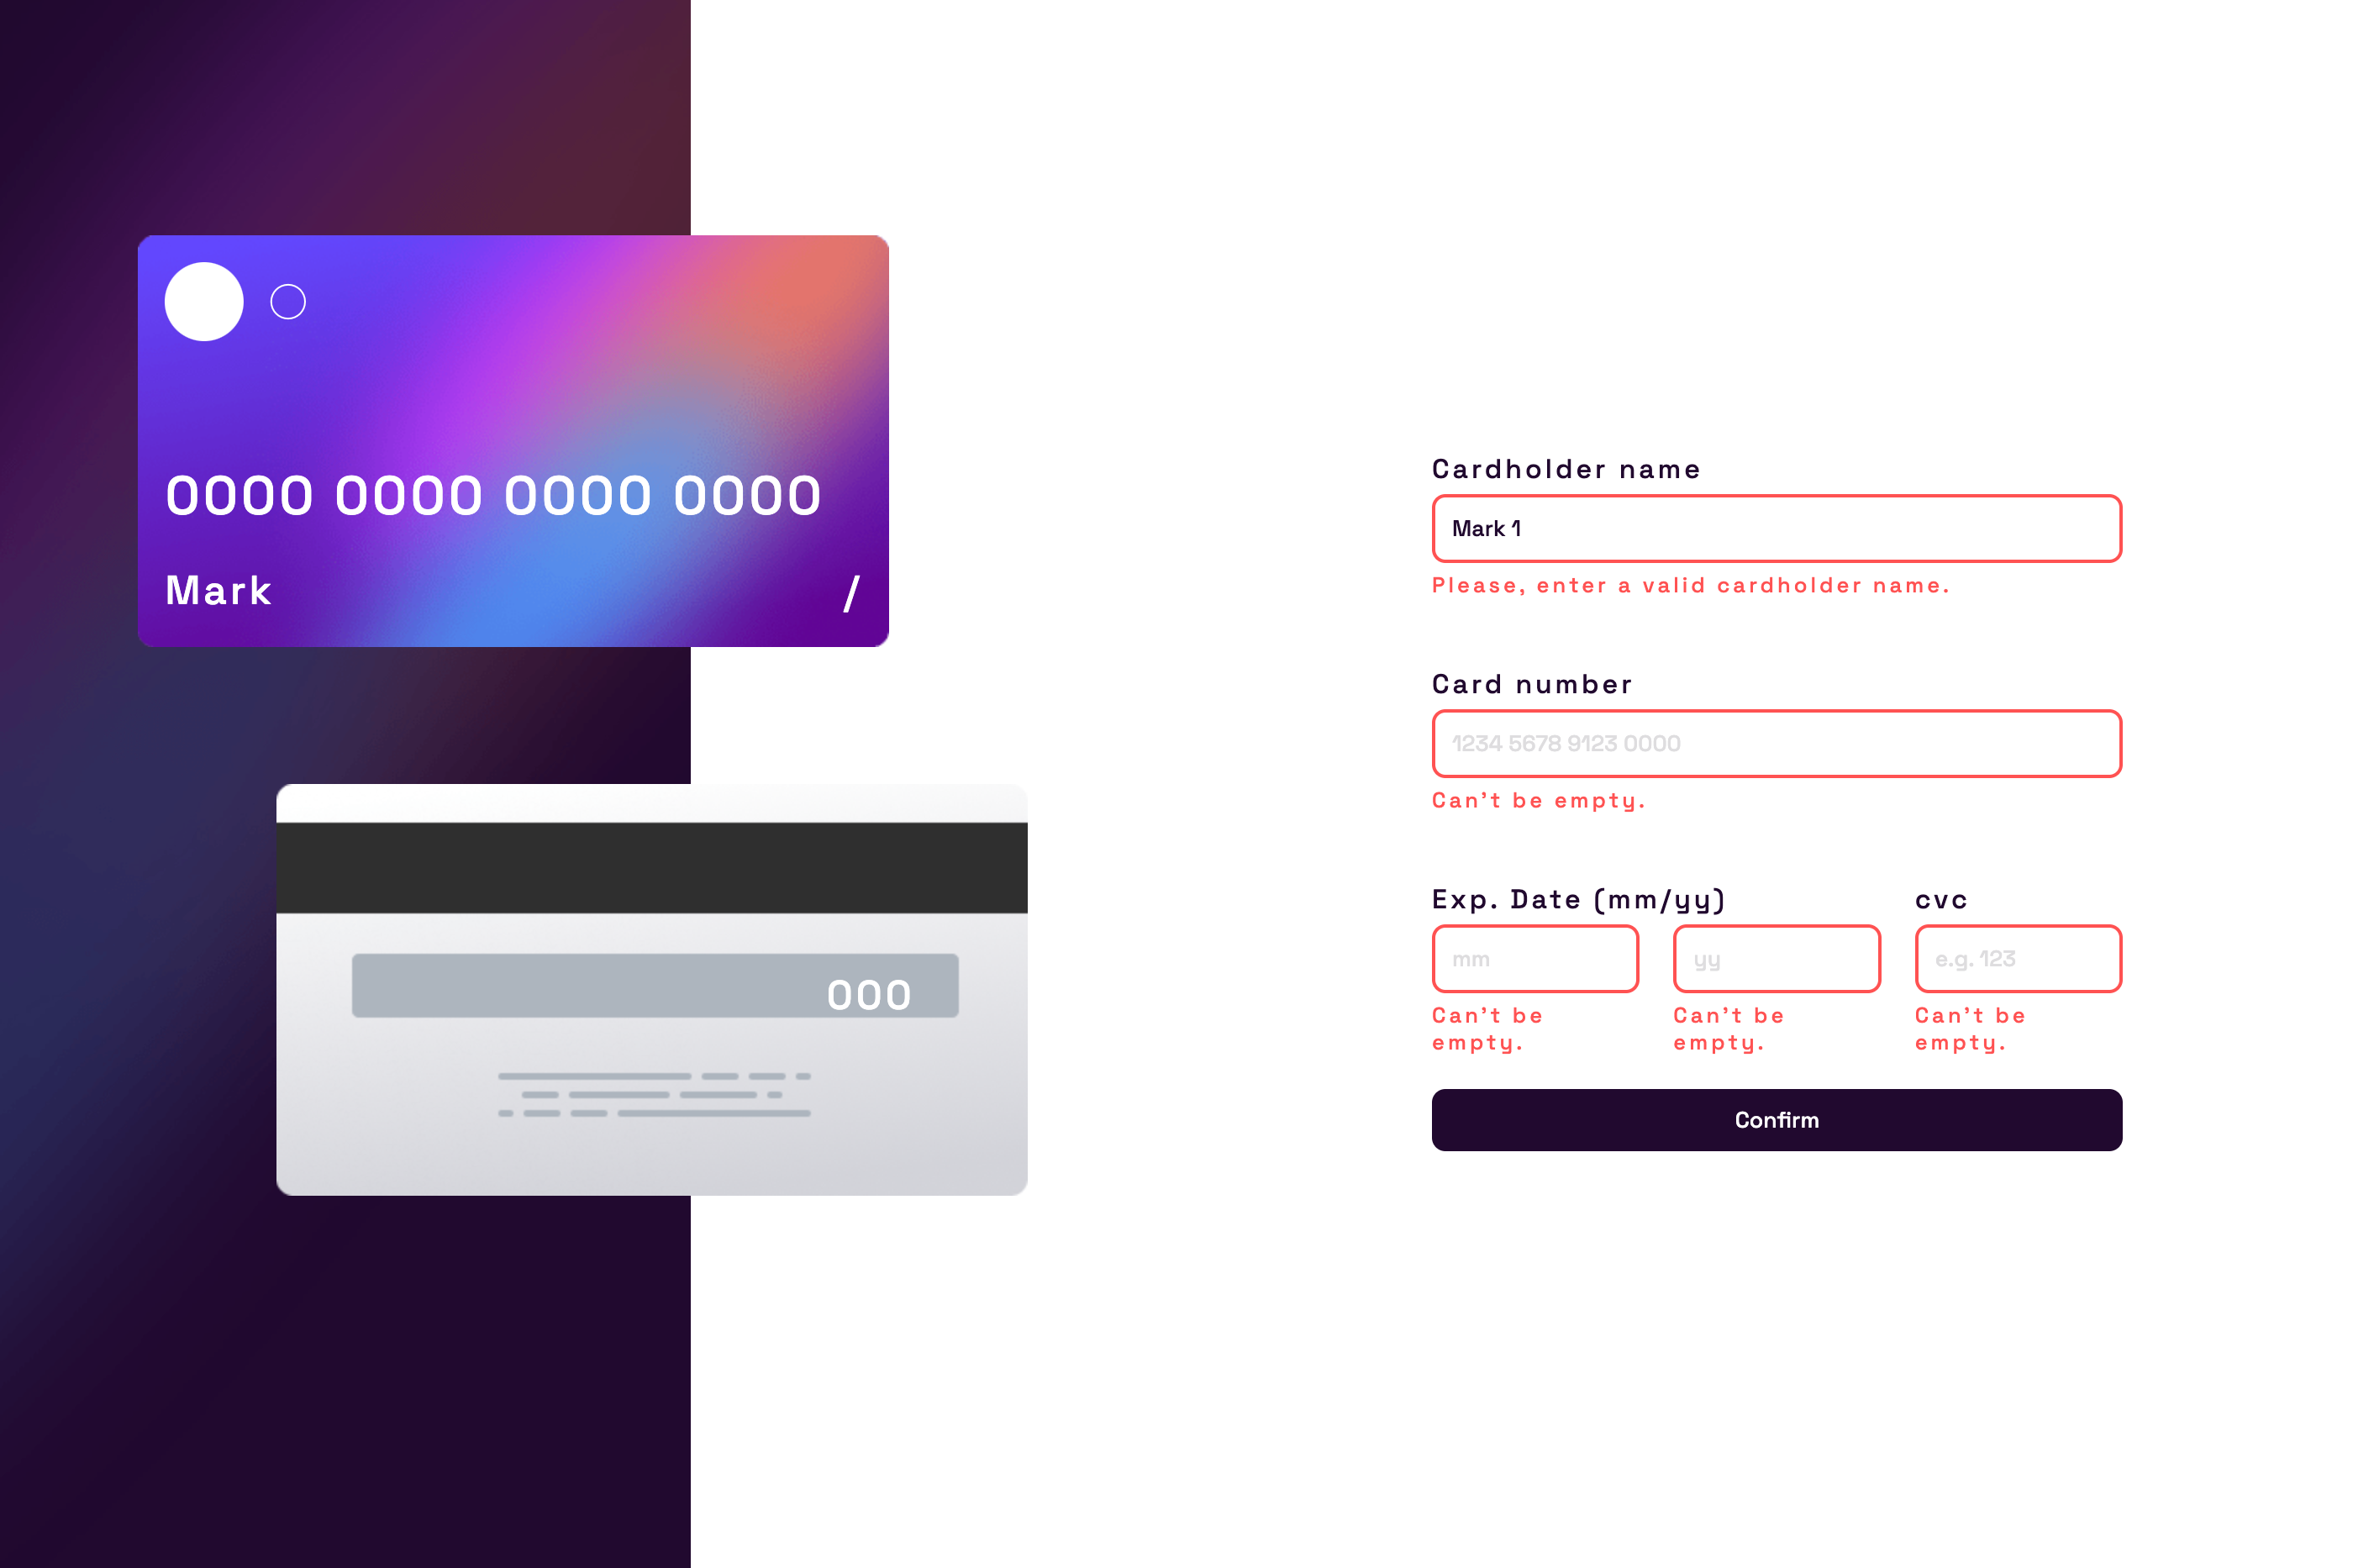 0000 0000 0000 0000
Mark /
000
Cardholder name
Mark 1
Please, enter a valid cardholder name.
Card number
1234 5678 9123 0000
Can't be empty.
Exp. Date (mm/yy) cvc
mm yy e.g. 123
Can't be Can't be Can't be
empty. empty. empty.
Confirm